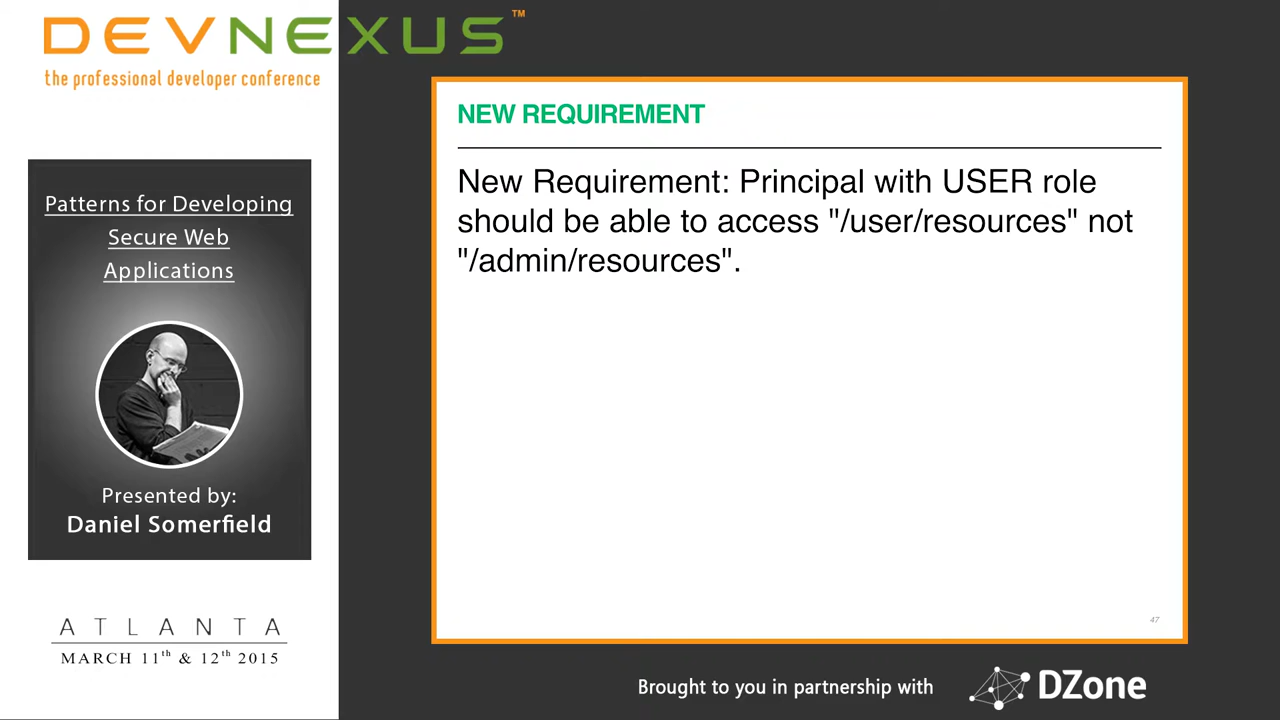 DEVNEXUS™
the professional developer conference
Patterns for Developing
Secure Web
Applications
Presented by:
Daniel Somerfield
ATLANTA
MARCH 11th & 12th 2015
NEW REQUIREMENT
New Requirement: Principal with USER role
should be able to access "/user/resources" not
"/admin/resources".
47
Brought to you in partnership with
DZone